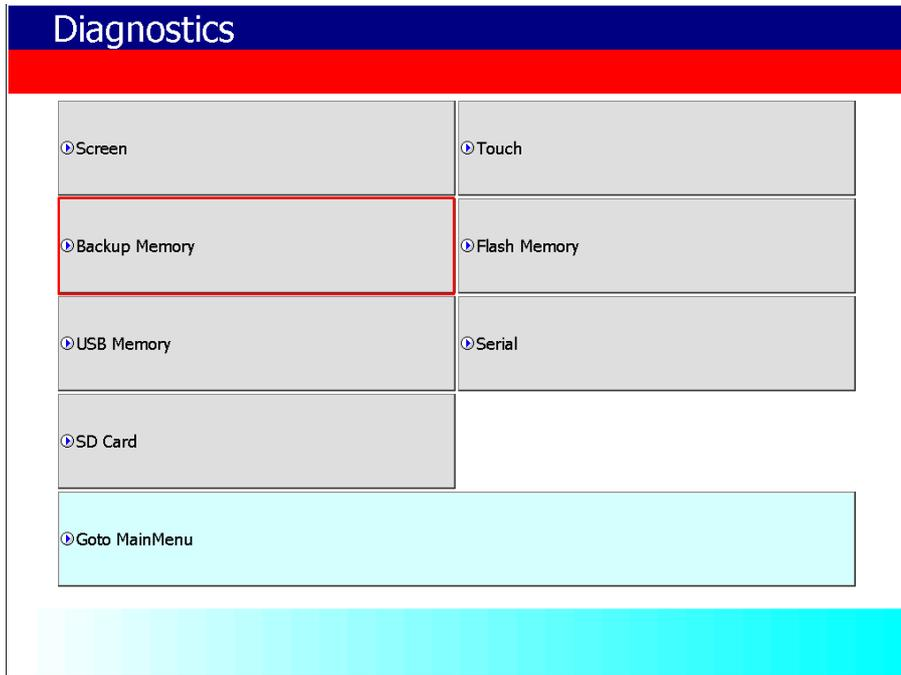 Diagnostics
Screen
Touch
Backup Memory
Flash Memory
USB Memory
Serial
SD Card
Goto MainMenu